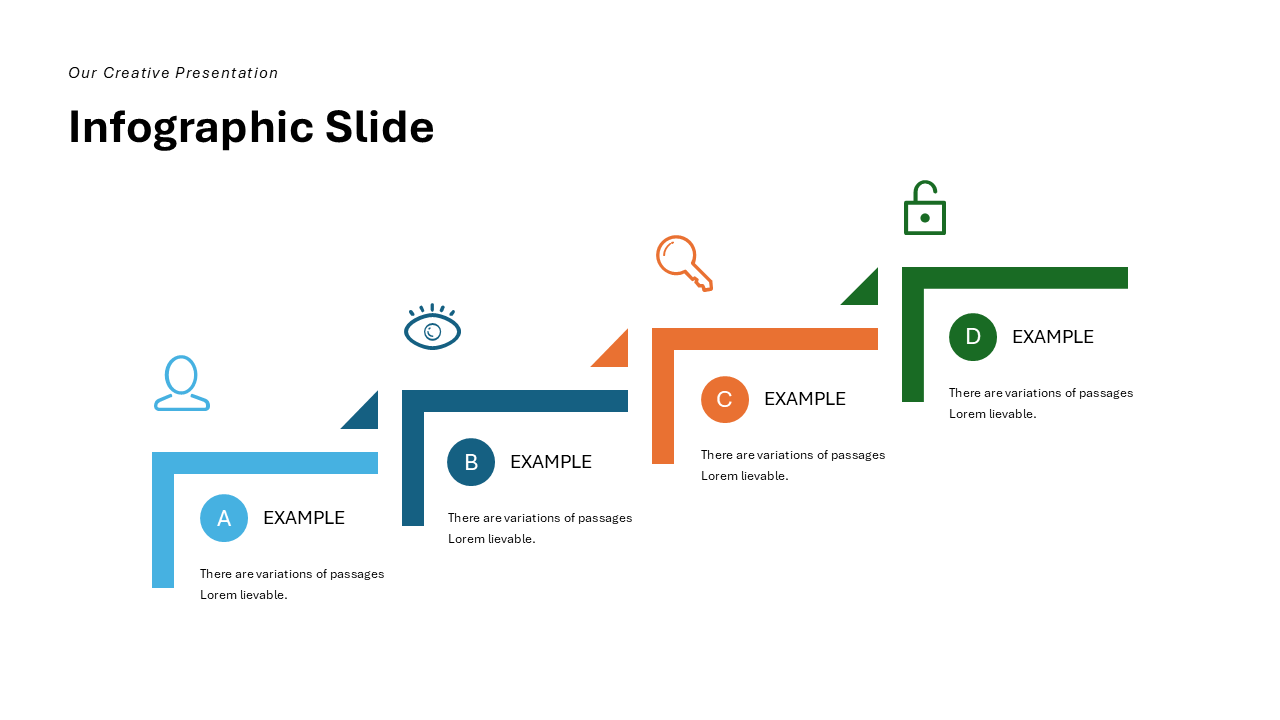 Our Creative Presentation
Infographic Slide
A EXAMPLE
There are variations of passages
Lorem lievable.
B EXAMPLE
There are variations of passages
Lorem lievable.
C EXAMPLE
There are variations of passages
Lorem lievable.
D EXAMPLE
There are variations of passages
Lorem lievable.